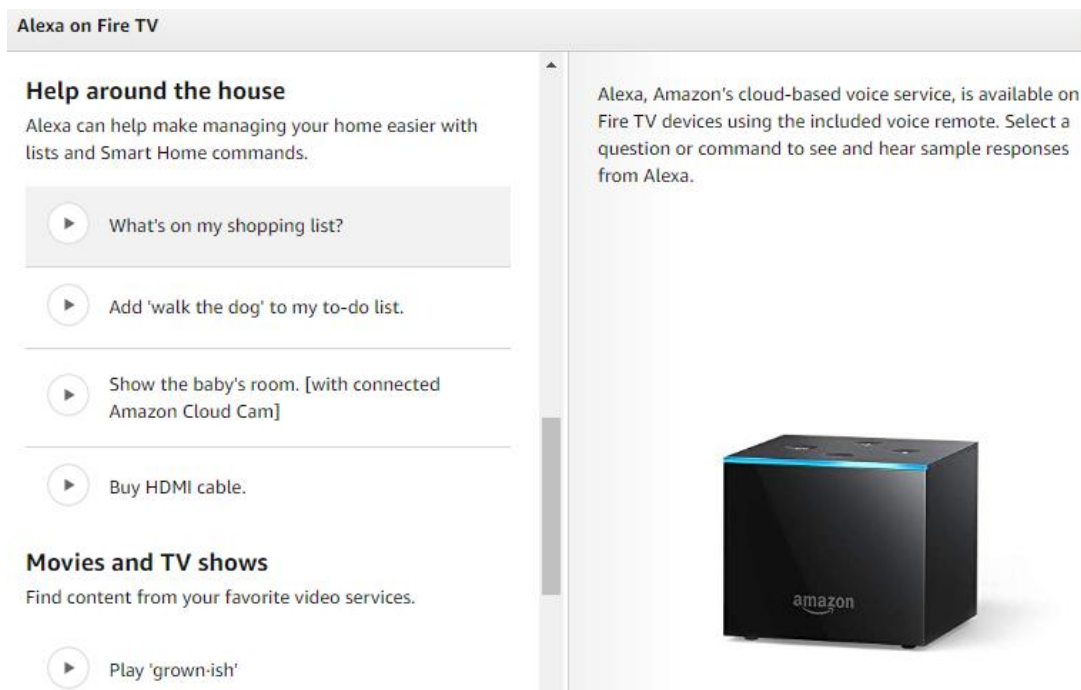 Alexa on Fire TV
Help around the house
Alexa can help make managing your home easier with
lists and Smart Home commands.
What's on my shopping list?
Add 'walk the dog' to my to-do list.
Show the baby's room. [with connected
Amazon Cloud Cam]
Buy HDMI cable.
Movies and TV shows
Find content from your favorite video services.
Play 'grown-ish'
Alexa, Amazon's cloud-based voice service, is available on
Fire TV devices using the included voice remote. Select a
question or command to see and hear sample responses
from Alexa.
amazon